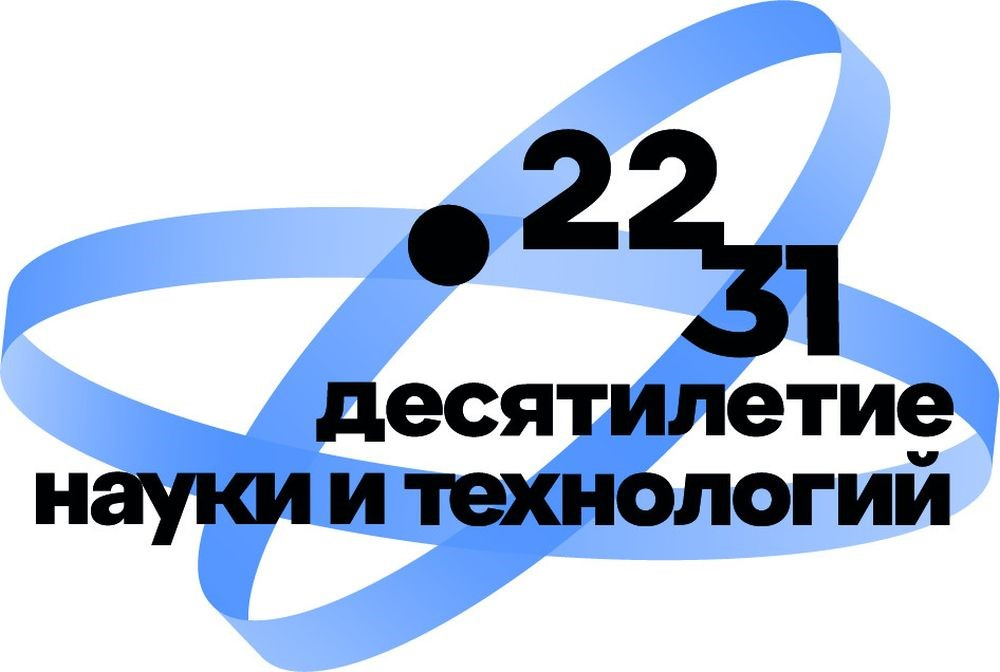 22
31
десятилетие
науки и технологий